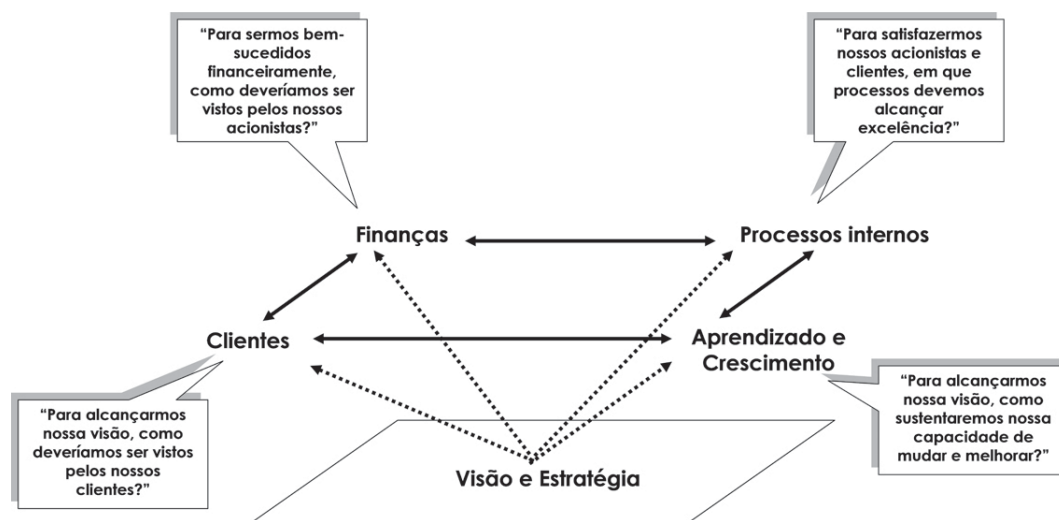 “Para sermos bem-
sucedidos
financeiramente,
como deveríamos ser
vistos pelos nossos
acionistas?”
“Para satisfazermos
nossos acionistas e
clientes, em que
processos devemos
alcançar
excelência?”
Finanças
Processos internos
Clientes
Aprendizado e
Crescimento
“Para alcançarmos
nossa visão, como
deveríamos ser vistos
pelos nossos
clientes?”
“Para alcançarmos
nossa visão, como
sustentaremos nossa
capacidade de
mudar e melhorar?”
Visão e Estratégia